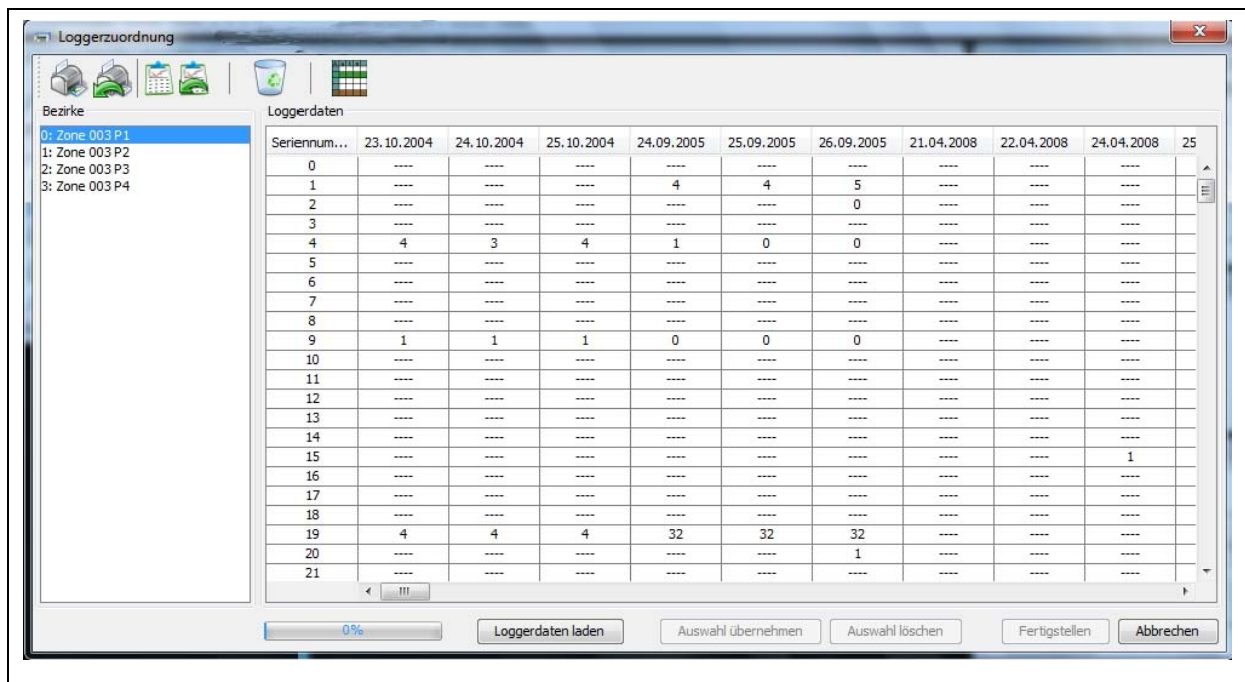 Loggerzuordnung
Bezirke
0: Zone 003 P1
1: Zone 003 P2
2: Zone 003 P3
3: Zone 003 P4
Loggerdaten
Seriennum... 23.10.2004 24.10.2004 25.10.2004 24.09.2005 25.09.2005 26.09.2005 21.04.2008 22.04.2008 24.04.2008 25
0 ---- ---- ---- ---- ---- ---- ---- ---- ----
1 ---- ---- ---- 4 4 5 ---- ---- ----
2 ---- ---- ---- ---- ---- 0 ---- ---- ----
3 ---- ---- ---- ---- ---- ---- ---- ---- ----
4 4 3 4 1 0 0 ---- ---- ----
5 ---- ---- ---- ---- ---- ---- ---- ---- ----
6 ---- ---- ---- ---- ---- ---- ---- ---- ----
7 ---- ---- ---- ---- ---- ---- ---- ---- ----
8 ---- ---- ---- ---- ---- ---- ---- ---- ----
9 1 1 1 0 0 0 ---- ---- ----
10 ---- ---- ---- ---- ---- ---- ---- ---- ----
11 ---- ---- ---- ---- ---- ---- ---- ---- ----
12 ---- ---- ---- ---- ---- ---- ---- ---- ----
13 ---- ---- ---- ---- ---- ---- ---- ---- ----
14 ---- ---- ---- ---- ---- ---- ---- ---- ----
15 ---- ---- ---- ---- ---- ---- ---- ---- 1
16 ---- ---- ---- ---- ---- ---- ---- ---- ----
17 ---- ---- ---- ---- ---- ---- ---- ---- ----
18 ---- ---- ---- ---- ---- ---- ---- ---- ----
19 4 4 4 32 32 32 ---- ---- ----
20 ---- ---- ---- ---- ---- 1 ---- ---- ----
21 ---- ---- ---- ---- ---- ---- ---- ---- ----
0% Loggerdaten laden Auswahl übernehmen Auswahl löschen Fertigstellen Abbrechen